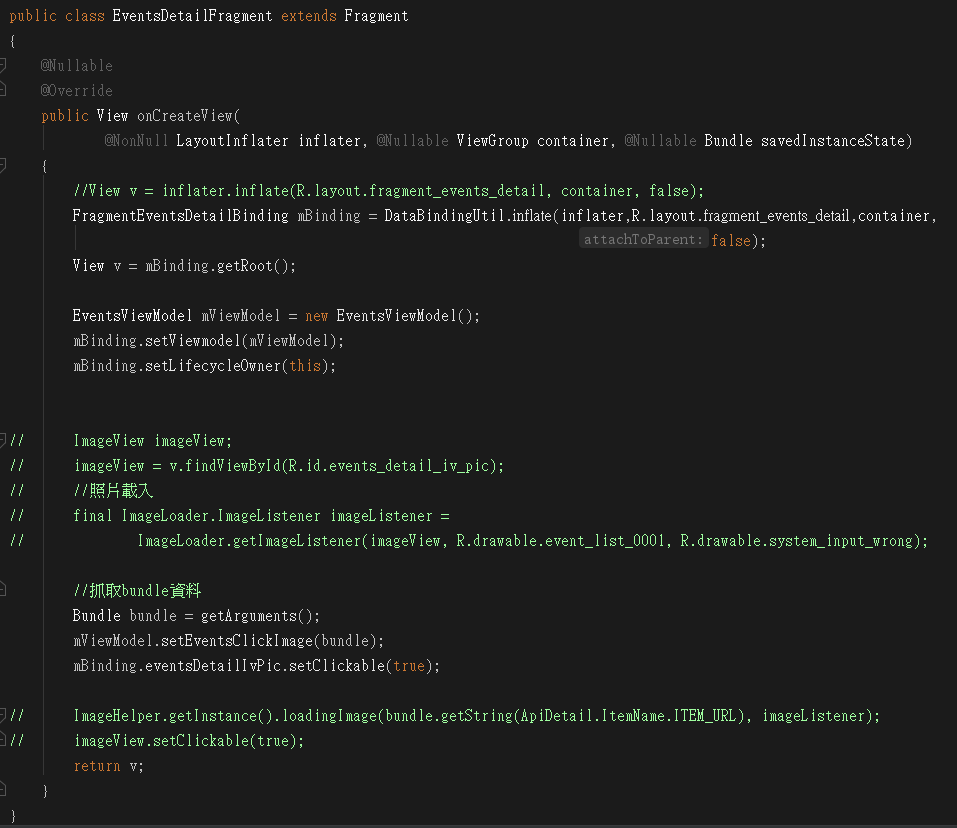 public class EventsDetailFragment extends Fragment
{
@Nullable
@Override
public View onCreateView(
@NonNull LayoutInflater inflater, @Nullable ViewGroup container, @Nullable Bundle savedInstanceState)
{
//View v = inflater.inflate(R.layout.fragment_events_detail, container, false);
FragmentEventsDetailBinding mBinding = DataBindingUtil.inflate(inflater,R.layout.fragment_events_detail,container,
attachToParent: false);
View v = mBinding.getRoot();
EventsViewModel mViewModel = new EventsViewModel();
mBinding.setViewmodel(mViewModel);
mBinding.setLifecycleOwner(this);
// ImageView imageView;
// imageView = v.findViewById(R.id.events_detail_iv_pic);
// //照片載入
// final ImageLoader.ImageListener imageListener =
// ImageLoader.getImageListener(imageView, R.drawable.event_list_0001, R.drawable.system_input_wrong);
//抓取bundle資料
Bundle bundle = getArguments();
mViewModel.setEventsClickImage(bundle);
mBinding.eventsDetailIvPic.setClickable(true);
// ImageHelper.getInstance().loadingImage(bundle.getString(ApiDetail.ItemName.ITEM_URL), imageListener);
// imageView.setClickable(true);
return v;
}
}